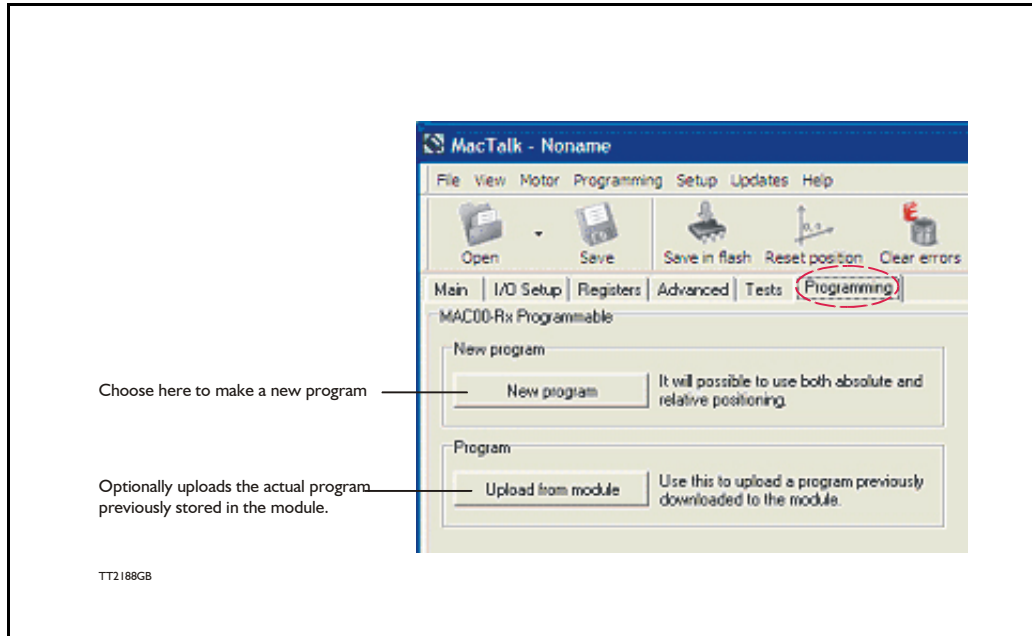 MacTalk - Noname
File View Motor Programming Setup Updates Help
Open Save Save in flash Reset position Clear errors
Main I/O Setup Registers Advanced Tests Programming
MAC00-Rx Programmable
New program
Choose here to make a new program
New program
It will possible to use both absolute and
relative positioning.
Program
Optionally uploads the actual program
previously stored in the module.
Upload from module
Use this to upload a program previously
downloaded to the module.
TT2188GB